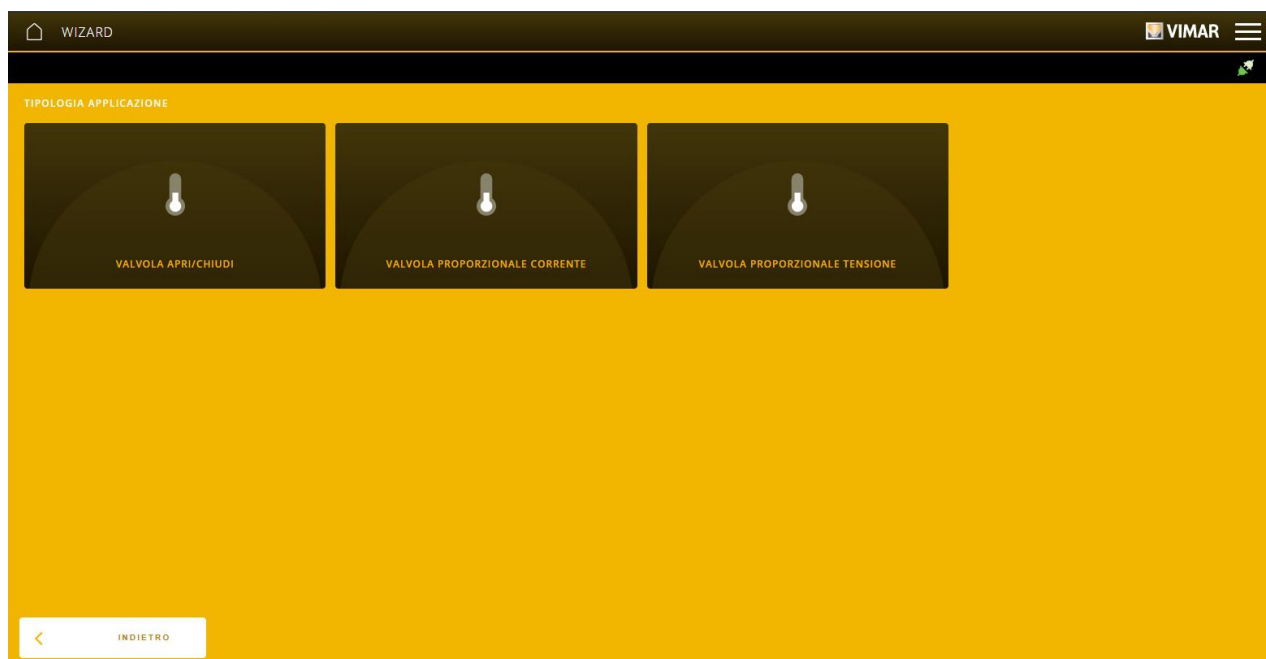 WIZARD
VIMAR
TIPOLOGIA APPLICAZIONE
VALVOLA APRI/CHIUDI
VALVOLA PROPORZIONALE CORRENTE
VALVOLA PROPORZIONALE TENSIONE
INDIETRO